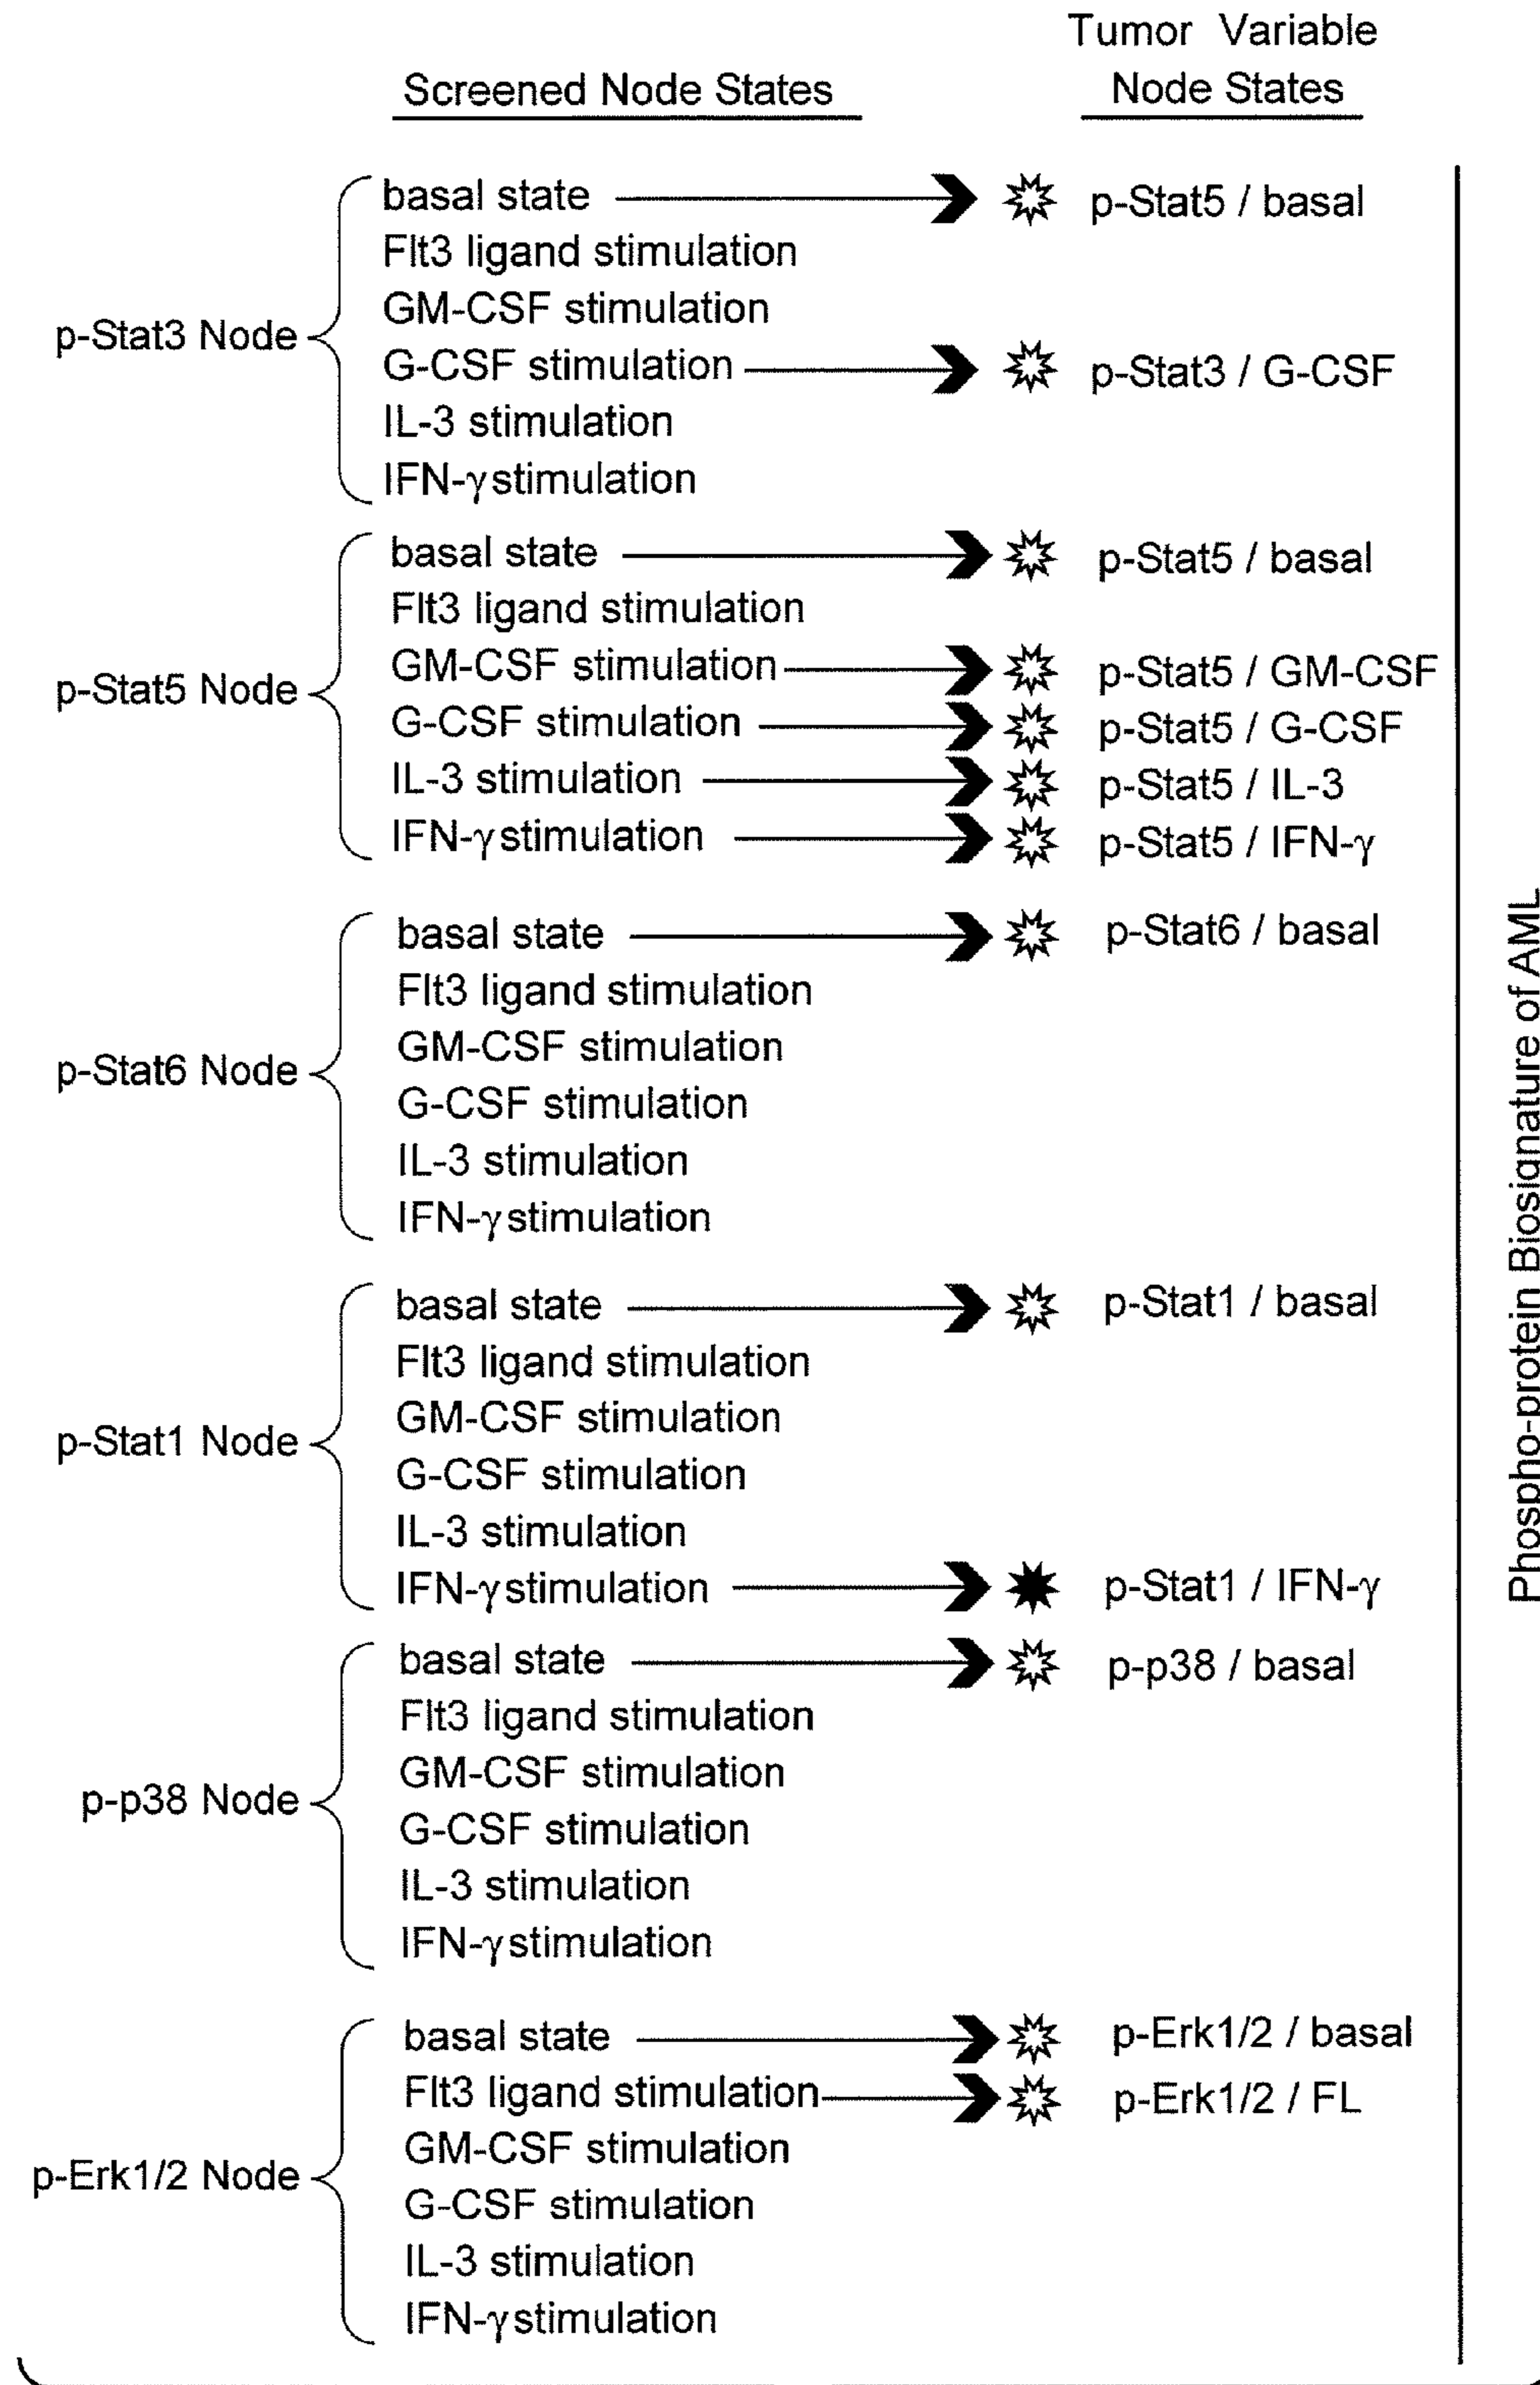 Tumor Variable
Screened Node States Node States
basal state p-Stat5 / basal
Flt3 ligand stimulation
GM-CSF stimulation
p-Stat3 Node
G-CSF stimulation p-Stat3 / G-CSF
IL-3 stimulation
IFN-γ stimulation
basal state p-Stat5 / basal
Flt3 ligand stimulation
GM-CSF stimulation p-Stat5 / GM-CSF
p-Stat5 Node
G-CSF stimulation p-Stat5 / G-CSF
IL-3 stimulation p-Stat5 / IL-3
IFN-γ stimulation p-Stat5 / IFN-γ
basal state p-Stat6 / basal
Flt3 ligand stimulation
GM-CSF stimulation
p-Stat6 Node
G-CSF stimulation
IL-3 stimulation
IFN-γ stimulation
basal state p-Stat1 / basal
Flt3 ligand stimulation
GM-CSF stimulation
p-Stat1 Node
G-CSF stimulation
IL-3 stimulation
IFN-γ stimulation p-Stat1 / IFN-γ
basal state p-p38 / basal
Flt3 ligand stimulation
GM-CSF stimulation
p-p38 Node
G-CSF stimulation
IL-3 stimulation
IFN-γ stimulation
basal state p-Erk1/2 / basal
Flt3 ligand stimulation p-Erk1/2 / FL
GM-CSF stimulation
p-Erk1/2 Node
G-CSF stimulation
IL-3 stimulation
IFN-γ stimulation
Phospho-protein Biosignature of AML